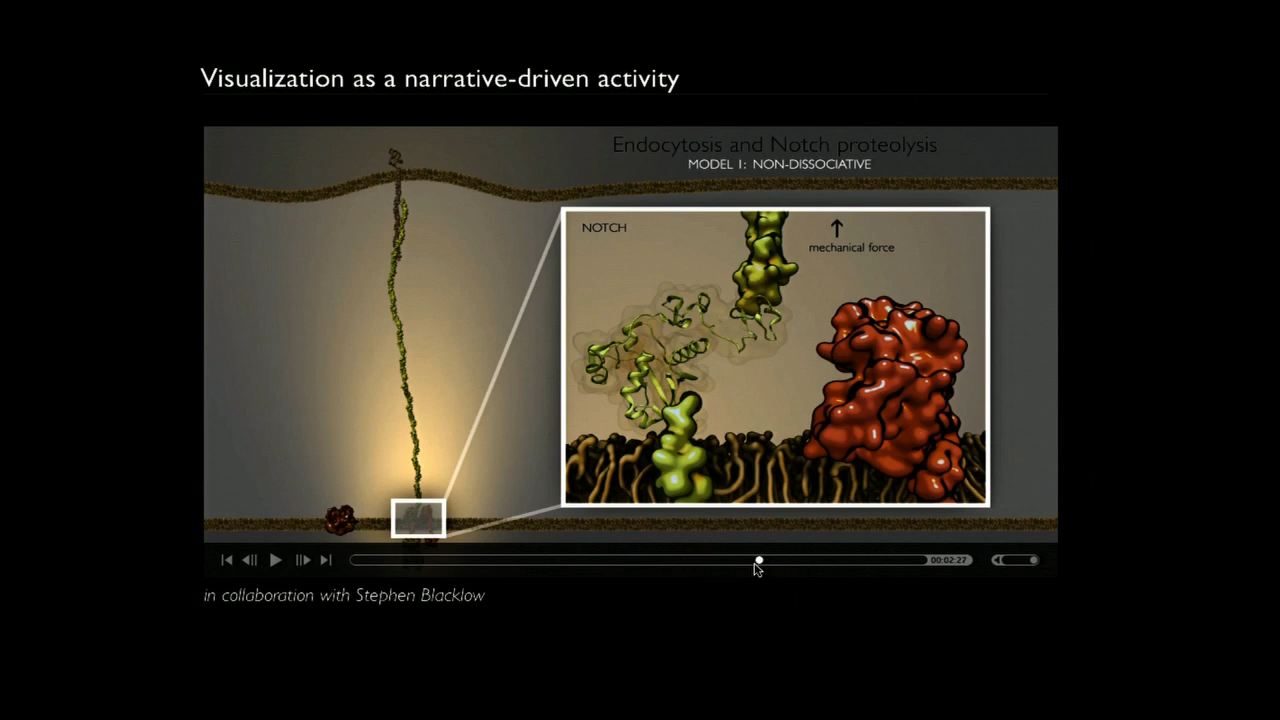 Visualization as a narrative-driven activity
Endocytosis and Notch proteolysis
MODEL 1: NON-DISSOCIATIVE
NOTCH
mechanical force
00:02:27
in collaboration with Stephen Blacklow